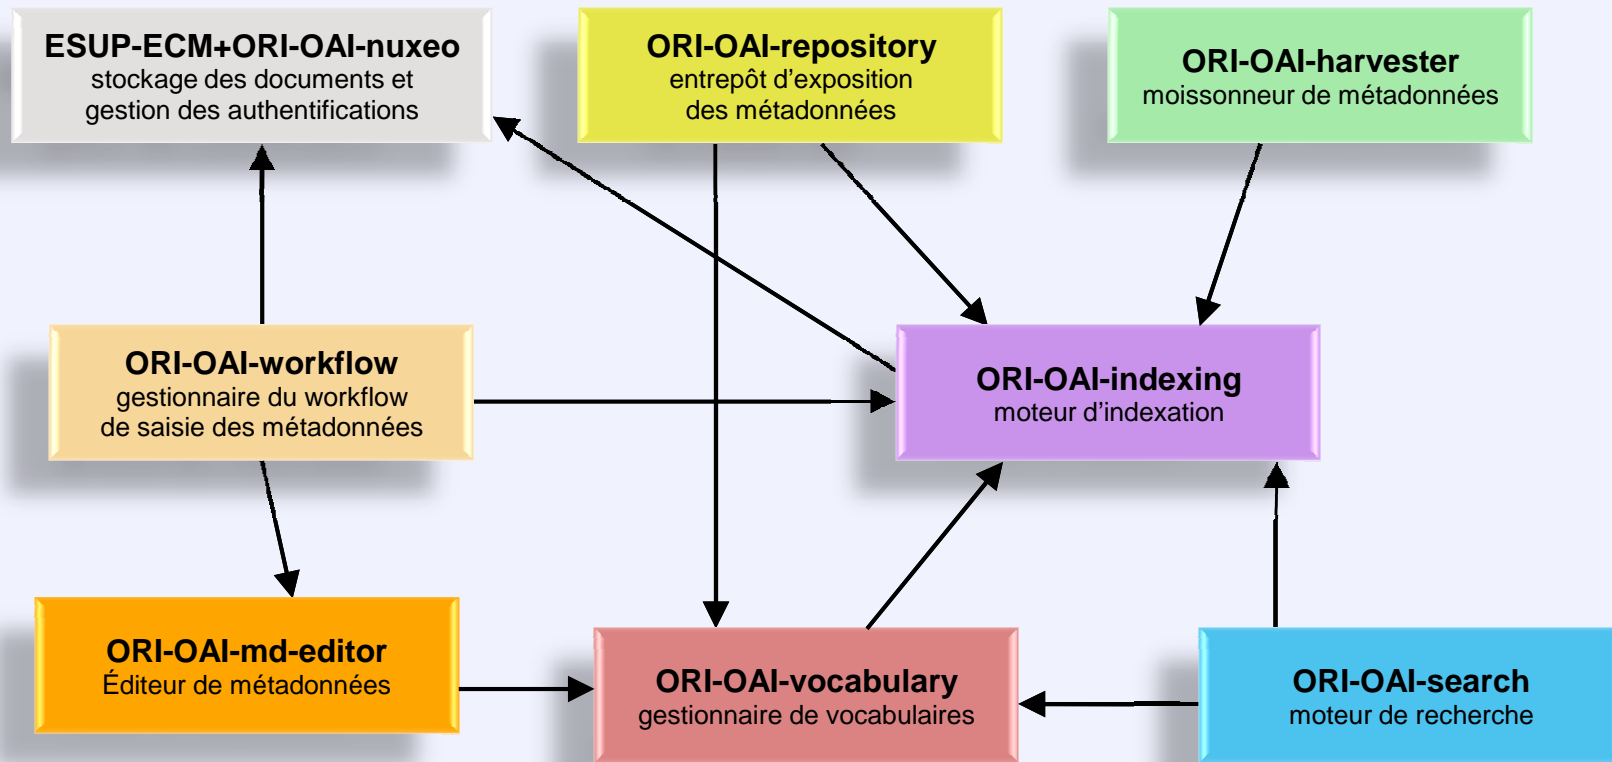 ESUP-ECM+ORI-OAI-nuxeo
stockage des documents et
gestion des authentifications
ORI-OAI-repository
entrepôt d’exposition
des métadonnées
ORI-OAI-harvester
moissonneur de métadonnées
ORI-OAI-workflow
gestionnaire du workflow
de saisie des métadonnées
ORI-OAI-indexing
moteur d’indexation
ORI-OAI-md-editor
Éditeur de métadonnées
ORI-OAI-vocabulary
gestionnaire de vocabulaires
ORI-OAI-search
moteur de recherche